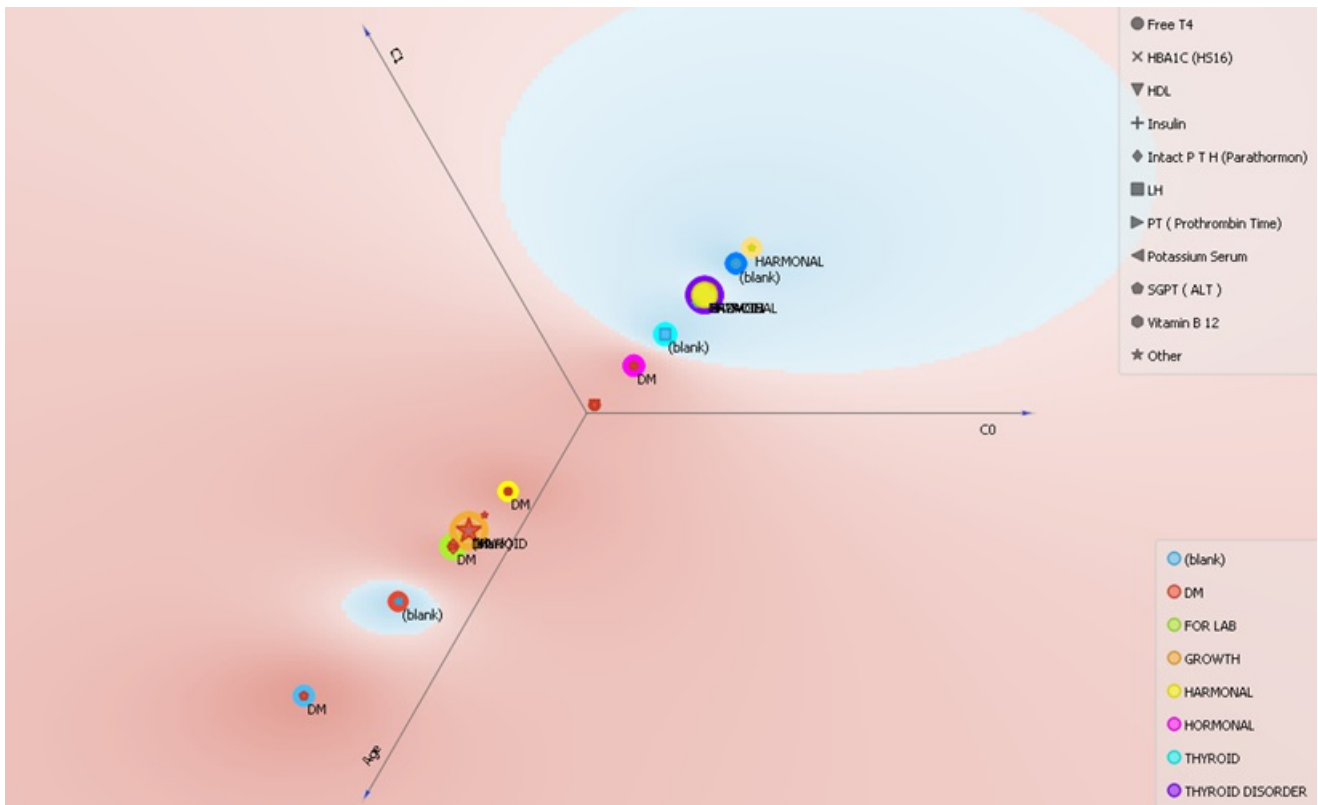 C1
Free T4
HBA1C (HS16)
HDL
Insulin
Intact P T H (Parathormon)
LH
PT ( Prothrombin Time)
Potassium Serum
SGPT ( ALT )
Vitamin B 12
Other
HARMONAL
(blank)
(blank)
DM
C0
DM
DM
(blank)
DM
Age
(blank)
DM
FOR LAB
GROWTH
HARMONAL
HORMONAL
THYROID
THYROID DISORDER